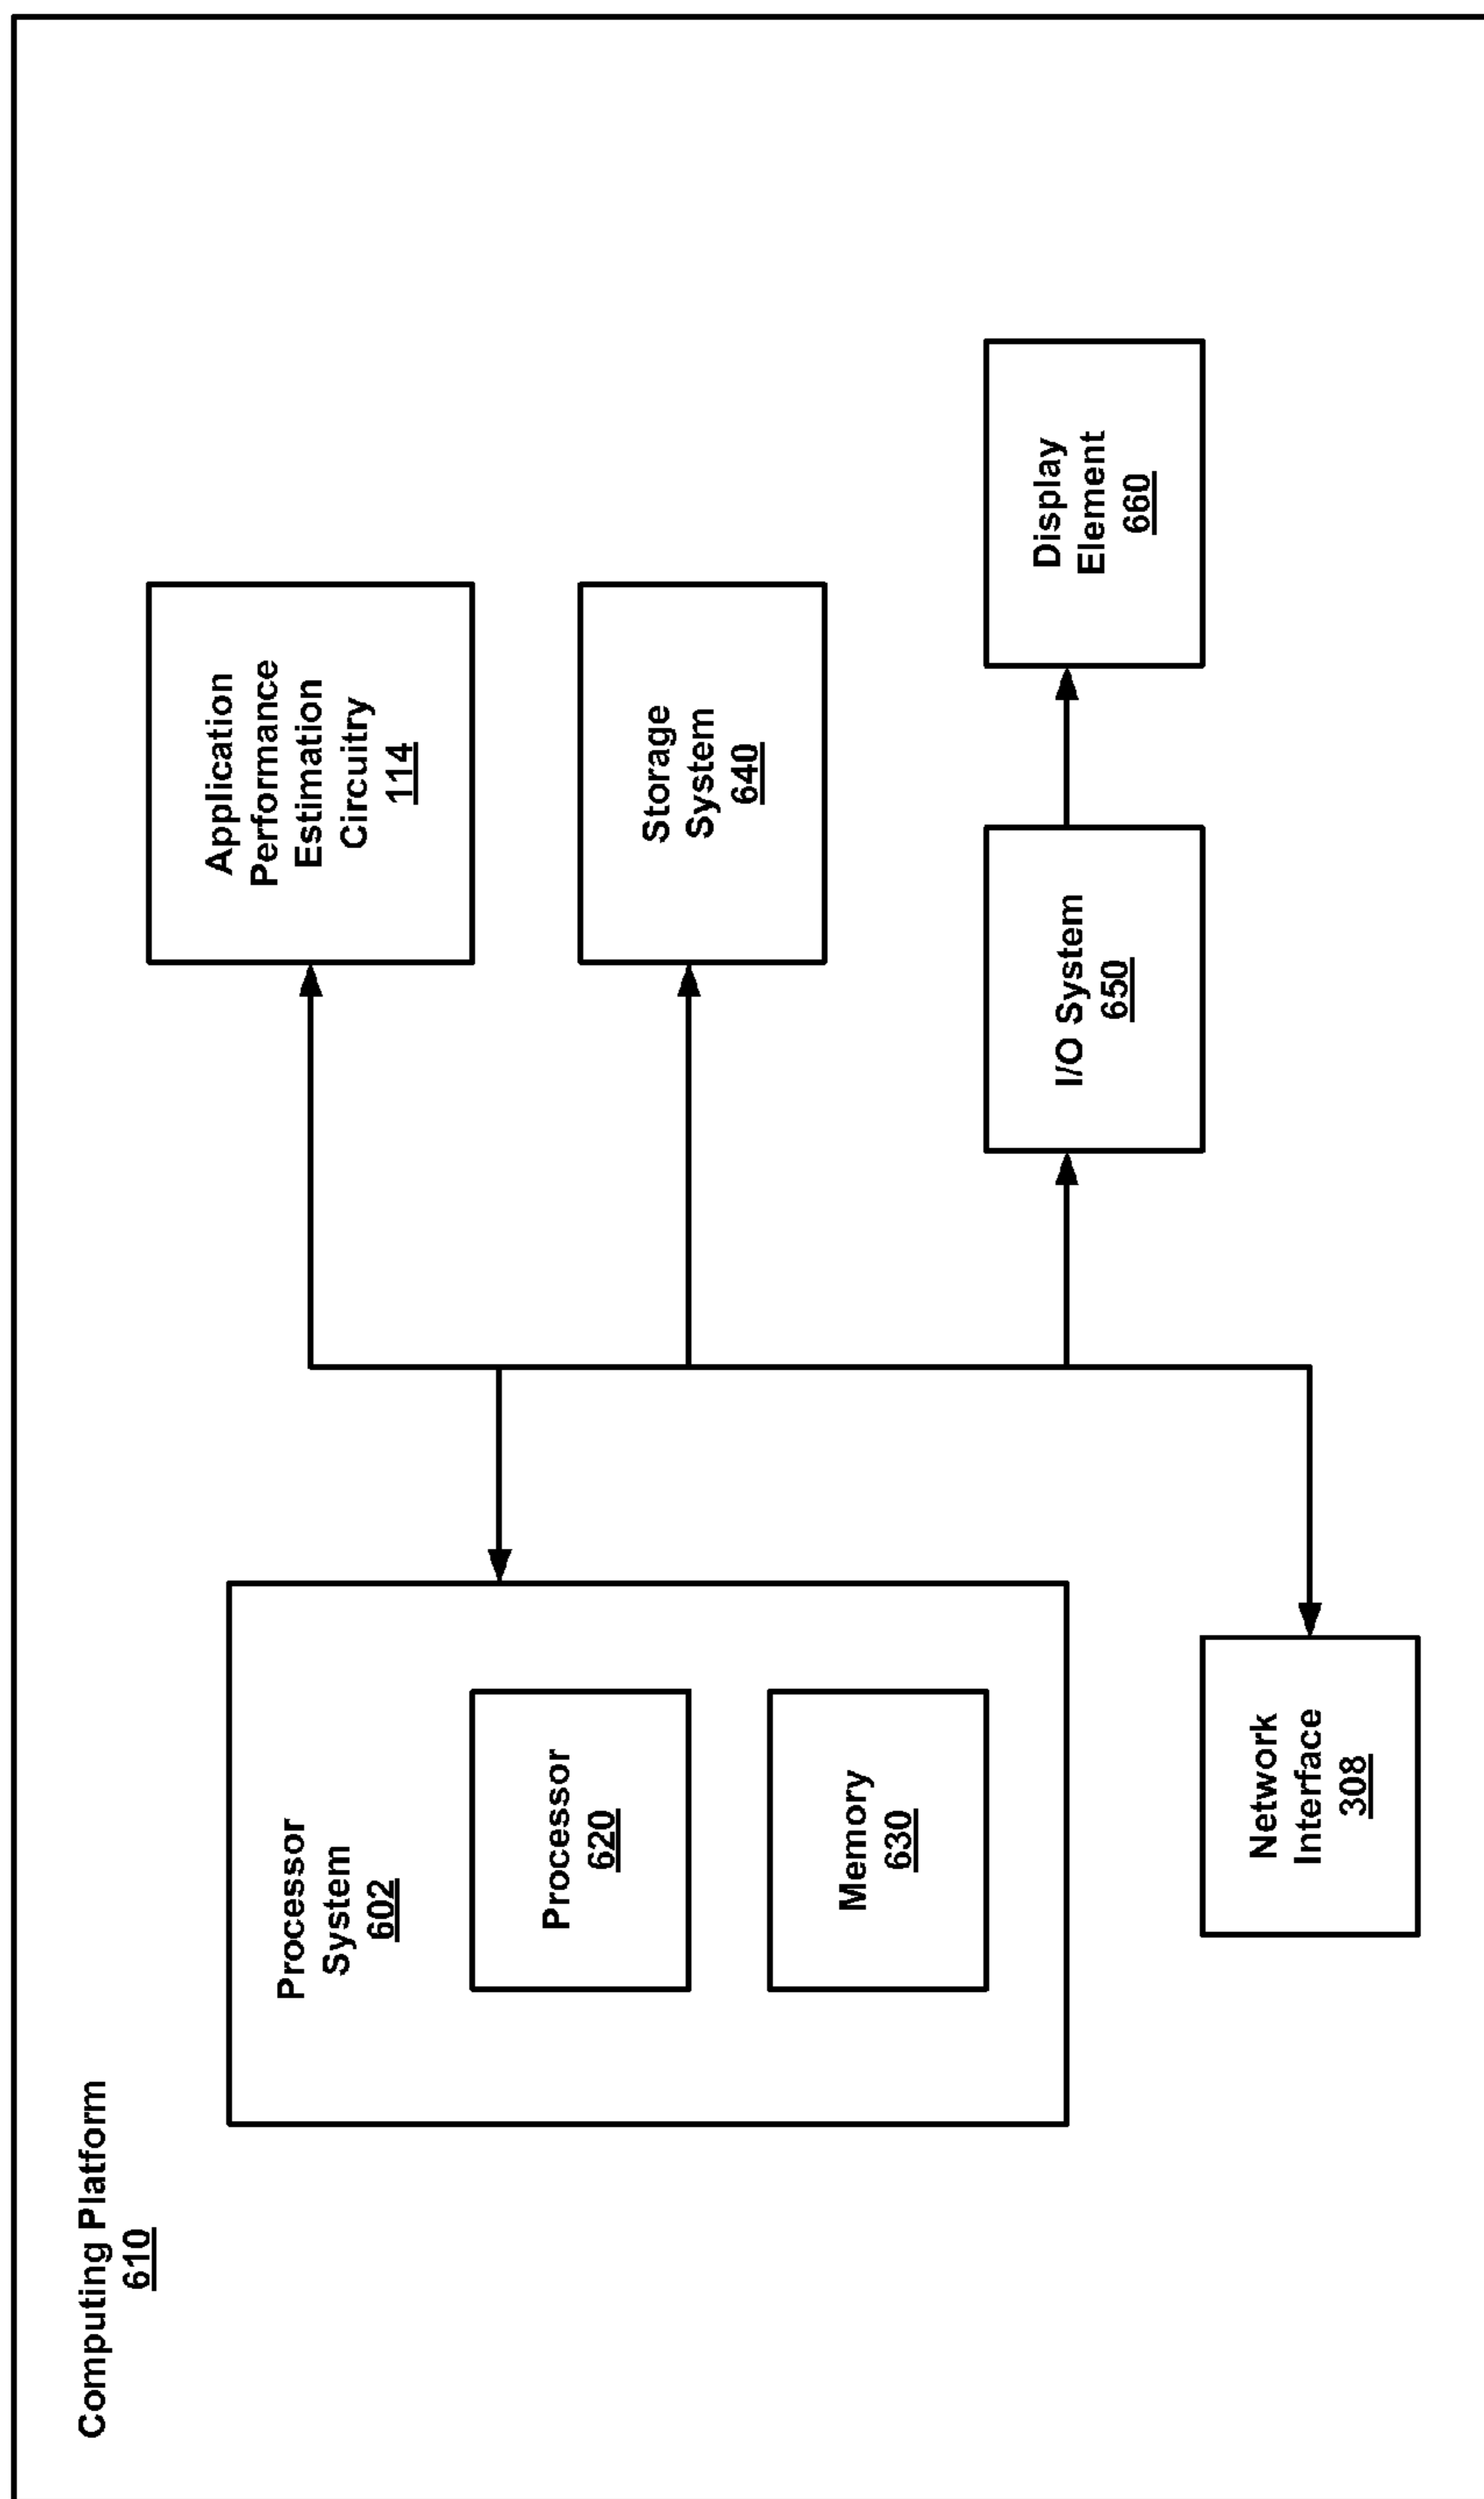 Computing Platform
610
Processor
System
602
Processor
620
Memory
630
Application
Performance
Estimation
Circuitry
114
Storage
System
640
I/O System
650
Display
Element
660
Network
Interface
308